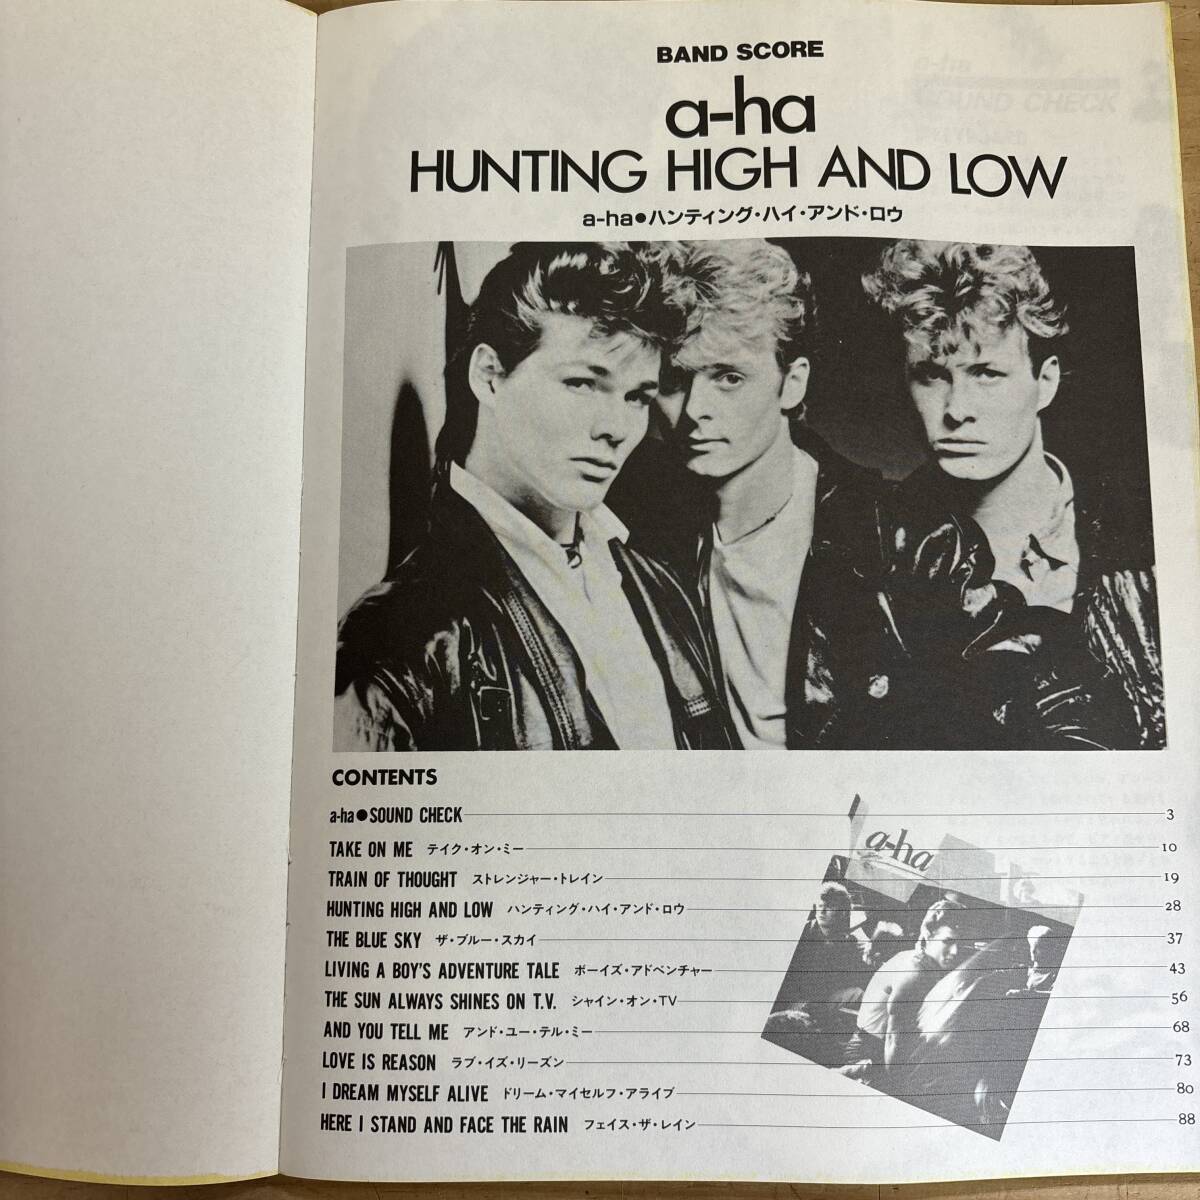 BAND SCORE
a-ha
HUNTING HIGH AND LOW
a-ha●ハンティング・ハイ・アンド・ロウ
CONTENTS
a-ha●SOUND CHECK 3
TAKE ON ME テイク・オン・ミー 10
TRAIN OF THOUGHT ストレンジャー・トレイン 19
HUNTING HIGH AND LOW ハンティング・ハイ・アンド・ロウ 28
THE BLUE SKY ザ・ブルー・スカイ 37
LIVING A BOY'S ADVENTURE TALE ボーイズ・アドベンチャー 43
THE SUN ALWAYS SHINES ON T.V. シャイン・オン・TV 56
AND YOU TELL ME アンド・ユー・テル・ミー 68
LOVE IS REASON ラブ・イズ・リーズン 73
I DREAM MYSELF ALIVE ドリーム・マイセルフ・アライブ 80
HERE I STAND AND FACE THE RAIN フェイス・ザ・レイン 88
a-ha